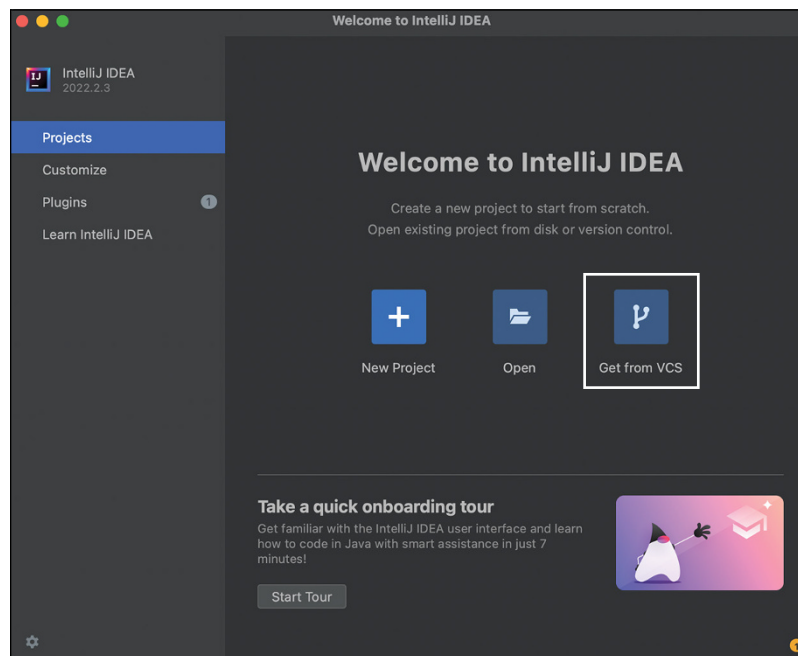 Welcome to IntelliJ IDEA
IJ
IntelliJ IDEA
2022.2.3
Projects
Customize
Plugins
1
Learn IntelliJ IDEA
Welcome to IntelliJ IDEA
Create a new project to start from scratch.
Open existing project from disk or version control.
New Project
Open
Get from VCS
Take a quick onboarding tour
Get familiar with the IntelliJ IDEA user interface and learn
how to code in Java with smart assistance in just 7
minutes!
Start Tour
1